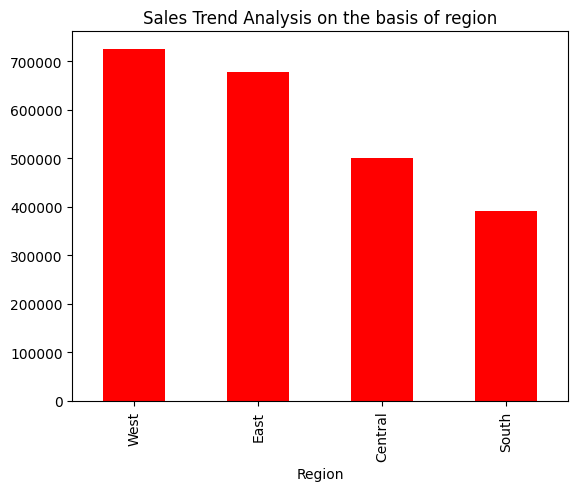 Sales Trend Analysis on the basis of region
700000
600000
500000
400000
300000
200000
100000
0
West
East
Central
South
Region